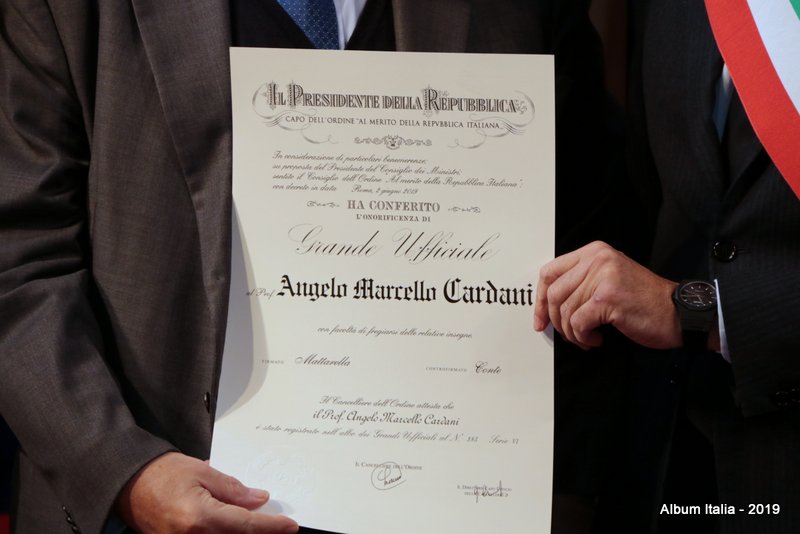 IL PRESIDENTE DELLA REPUBBLICA
CAPO DELL'ORDINE "AL MERITO DELLA REPVBBLICA ITALIANA"
In considerazione di particolari benemerenze;
su proposta del Presidente del Consiglio dei Ministri;
sentito il Consiglio dell'Ordine "Al merito della Repubblica Italiana";
con decreto in data Roma, 2 giugno 2019
HA CONFERITO
L'ONORIFICENZA DI
Grande Ufficiale
al Prof. Angelo Marcello Cardani
con facoltà di fregiarsi delle relative insegne.
FIRMATO Mattarella CONTROFIRMATO Conte
Il Cancelliere dell'Ordine attesta che
il Prof. Angelo Marcello Cardani
è stato registrato nell'albo dei Grandi Ufficiali al N. 188 Serie VI
IL CANCELLIERE DELL'ORDINE
Album Italia - 2019